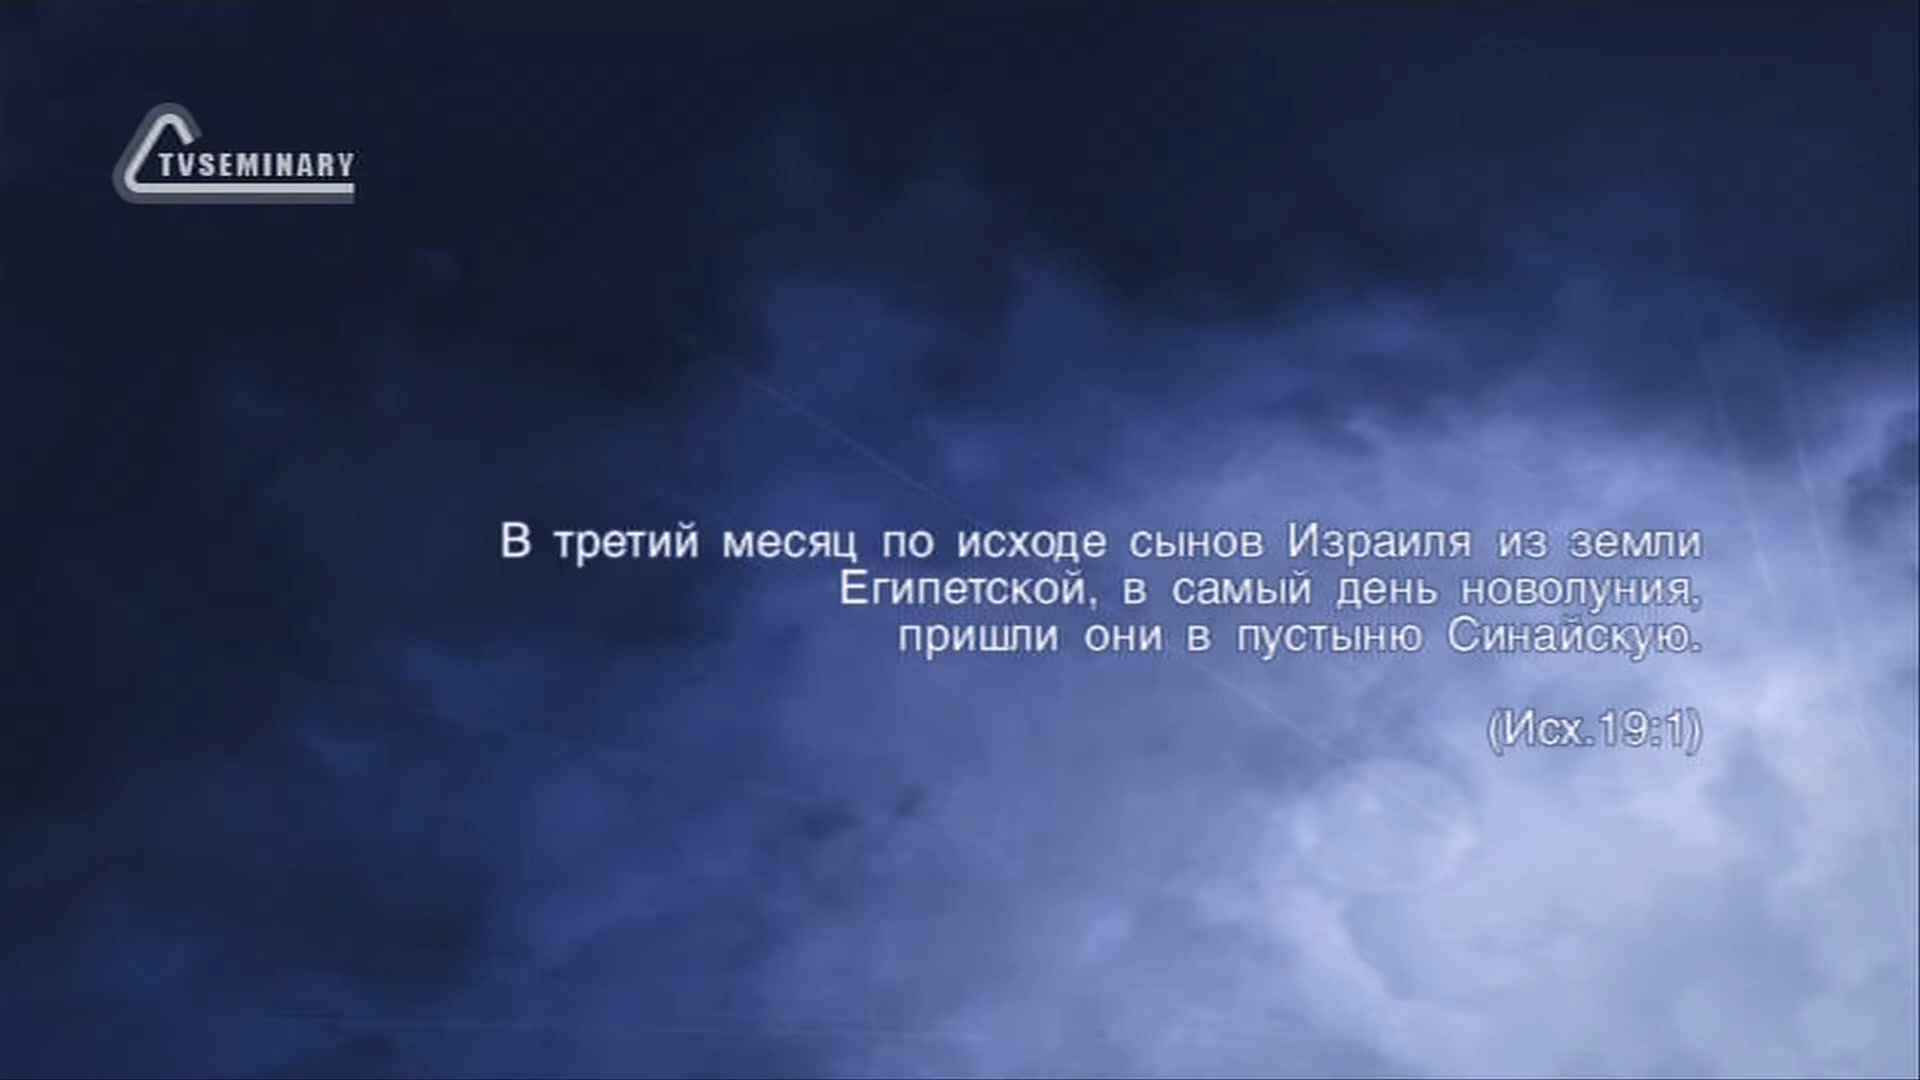 TVSEMINARY
В третий месяц по исходе сынов Израиля из земли
Египетской, в самый день новолуния,
пришли они в пустыню Синайскую.
(Исх.19:1)